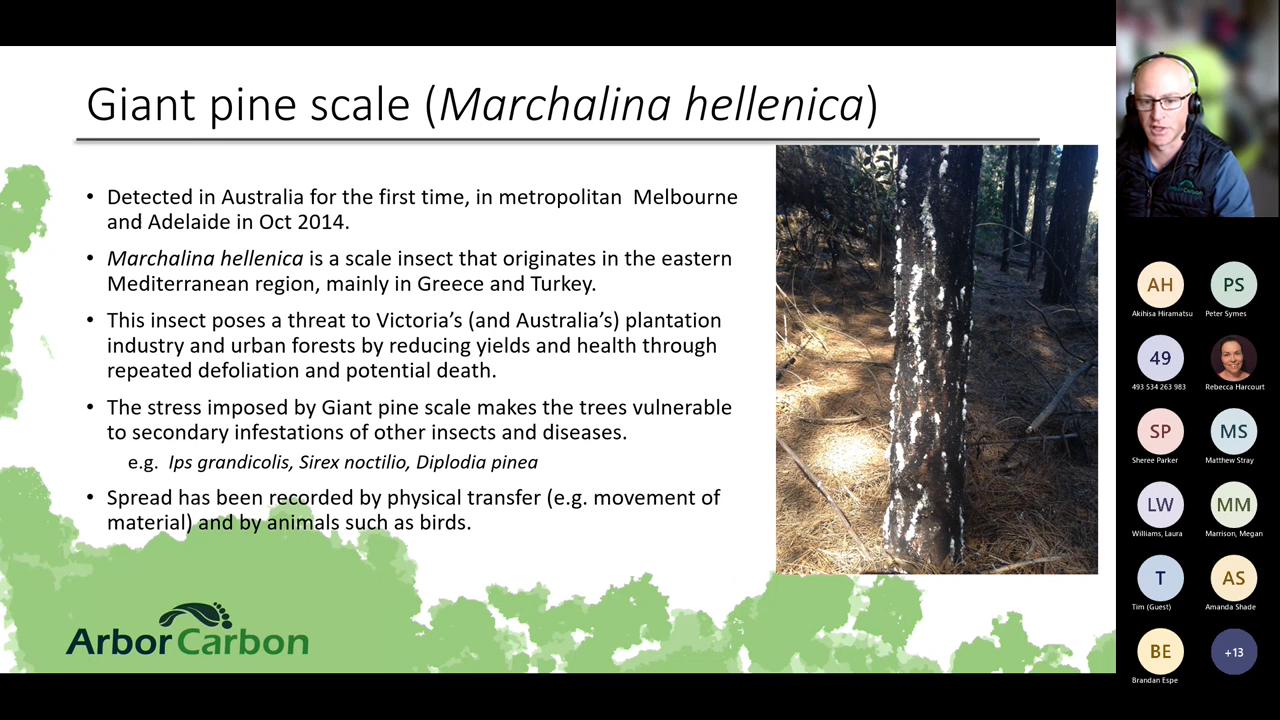 Giant pine scale (Marchalina hellenica)
• Detected in Australia for the first time, in metropolitan Melbourne
and Adelaide in Oct 2014.
• Marchalina hellenica is a scale insect that originates in the eastern
Mediterranean region, mainly in Greece and Turkey.
• This insect poses a threat to Victoria's (and Australia's) plantation
industry and urban forests by reducing yields and health through
repeated defoliation and potential death.
• The stress imposed by Giant pine scale makes the trees vulnerable
to secondary infestations of other insects and diseases.
e.g. Ips grandicolis, Sirex noctilio, Diplodia pinea
• Spread has been recorded by physical transfer (e.g. movement of
material) and by animals such as birds.
ArborCarbon
ArborCarbon
AH
Akihisa Hiramatsu
PS
Peter Symes
49
493 534 263 983
Rebecca Harcourt
SP
Sheree Parker
MS
Matthew Stray
LW
Williams, Laura
MM
Marrison, Megan
T
Tim (Guest)
AS
Amanda Shade
BE
Brandan Espe
+13